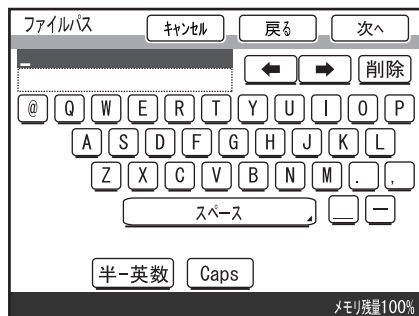 ファイルパス キャンセル 戻る 次へ
← → 削除
@ Q W E R T Y U I O P
A S D F G H J K L
Z X C V B N M . ,
スペース _ ー
半-英数 Caps
メモリ残量100%